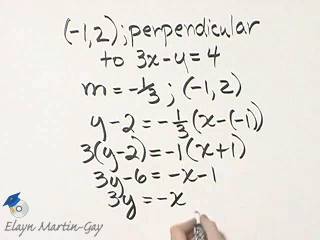 (-1,2); perpendicular
to 3x-y=4
m = -1/3 ; (-1,2)
y-2 = -1/3(x-(-1))
3(y-2) = -1(x+1)
3y-6 = -x-1
3y = -x
Elayn Martin-Gay